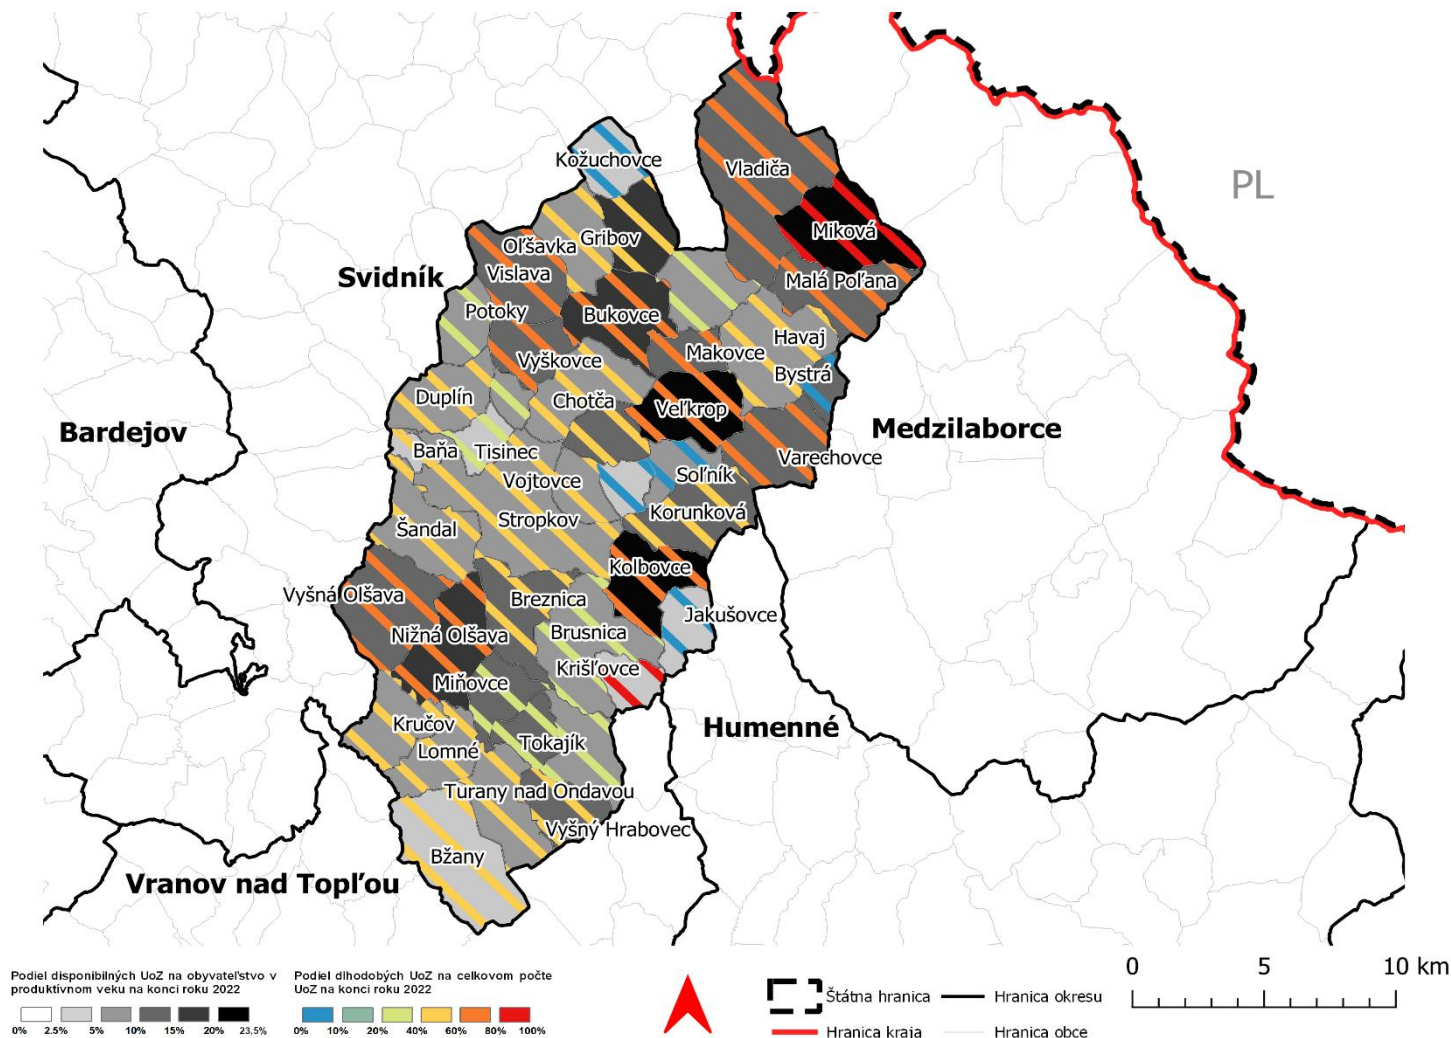 PL
Kožuchovce
Vladiča
Miková
Oľšavka
Gribov
Svidník
Vislava
Malá Poľana
Potoky
Bukovce
Havaj
Vyškovce
Makovce
Bystrá
Duplín
Chotča
Veľkrop
Bardejov
Medzilaborce
Baňa
Tisinec
Varechovce
Vojtovce
Soľník
Šandal
Stropkov
Korunková
Kolbovce
Vyšná Olšava
Breznica
Jakušovce
Nižná Olšava
Brusnica
Krišľovce
Miňovce
Kručov
Humenné
Lomné
Tokajík
Turany nad Ondavou
Vyšný Hrabovec
Bžany
Vranov nad Topľou
Podiel disponibilných UoZ na obyvateľstvo v
produktívnom veku na konci roku 2022
0% 2.5% 5% 10% 15% 20% 23,5%
Podiel dlhodobých UoZ na celkovom počte
UoZ na konci roku 2022
0% 10% 20% 40% 60% 80% 100%
Štátna hranica
Hranica okresu
Hranica kraja
Hranica obce
0 5 10 km